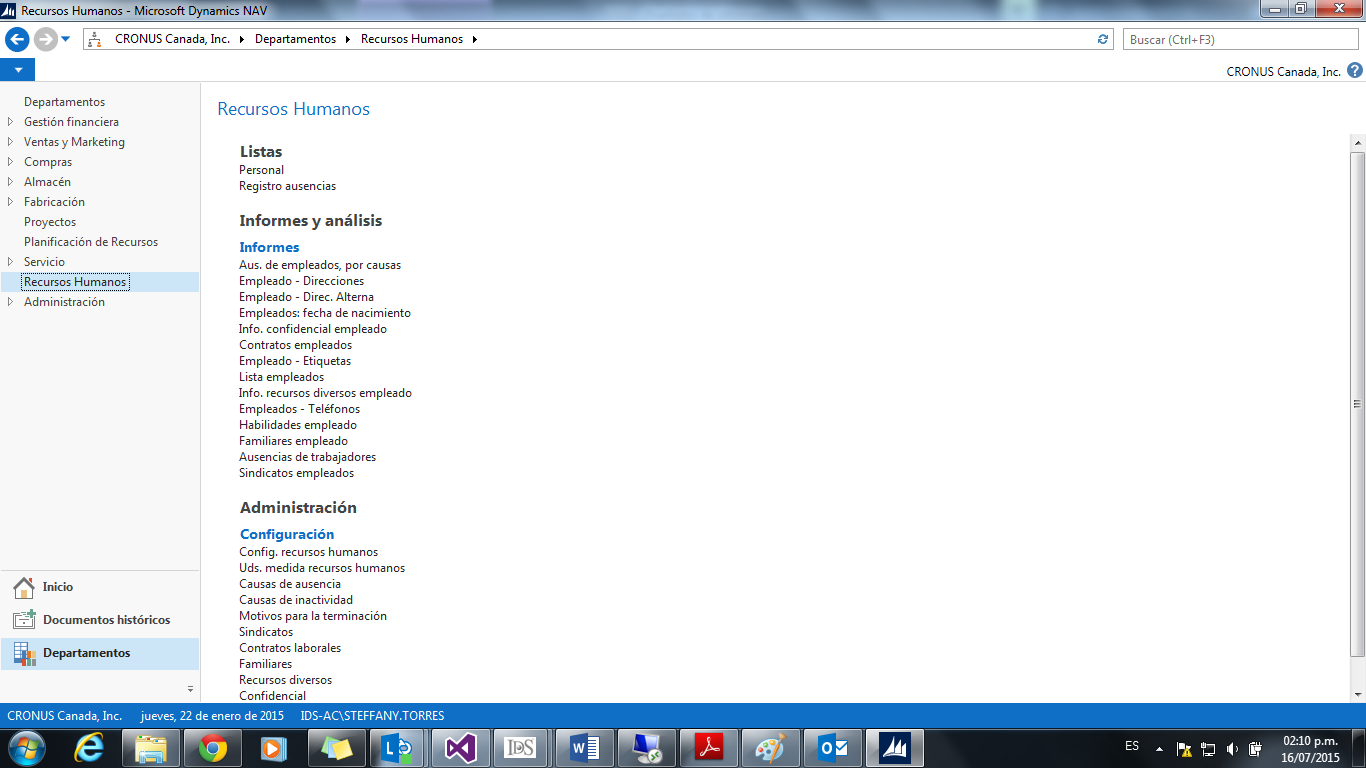 Recursos Humanos - Microsoft Dynamics NAV
CRONUS Canada, Inc. Departamentos Recursos Humanos
Buscar (Ctrl+F3)
CRONUS Canada, Inc.
Departamentos
Gestión financiera
Ventas y Marketing
Compras
Almacén
Fabricación
Proyectos
Planificación de Recursos
Servicio
Recursos Humanos
Administración
Inicio
Documentos históricos
Departamentos
Recursos Humanos
Listas
Personal
Registro ausencias
Informes y análisis
Informes
Aus. de empleados, por causas
Empleado - Direcciones
Empleado - Direc. Alterna
Empleados: fecha de nacimiento
Info. confidencial empleado
Contratos empleados
Empleado - Etiquetas
Lista empleados
Info. recursos diversos empleado
Empleados - Teléfonos
Habilidades empleado
Familiares empleado
Ausencias de trabajadores
Sindicatos empleados
Administración
Configuración
Config. recursos humanos
Uds. medida recursos humanos
Causas de ausencia
Causas de inactividad
Motivos para la terminación
Sindicatos
Contratos laborales
Familiares
Recursos diversos
Confidencial
CRONUS Canada, Inc. jueves, 22 de enero de 2015 IDS-AC\STEFFANY.TORRES
IDS
ES
02:10 p.m.
16/07/2015